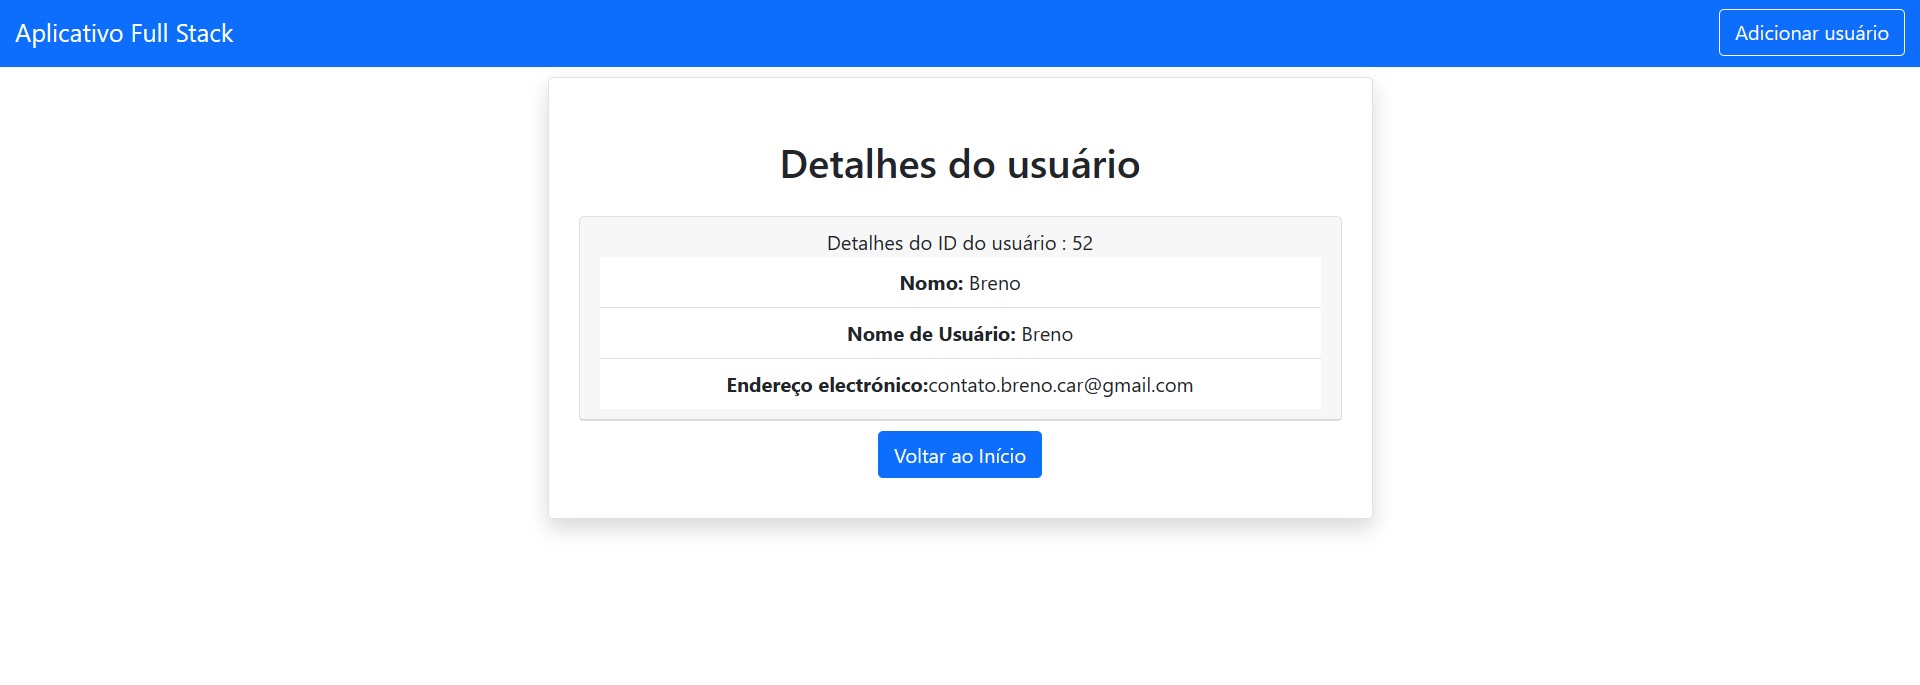 Aplicativo Full Stack
Adicionar usuário
Detalhes do usuário
Detalhes do ID do usuário : 52
Nomo: Breno
Nome de Usuário: Breno
Endereço electrónico:contato.breno.car@gmail.com
Voltar ao Início